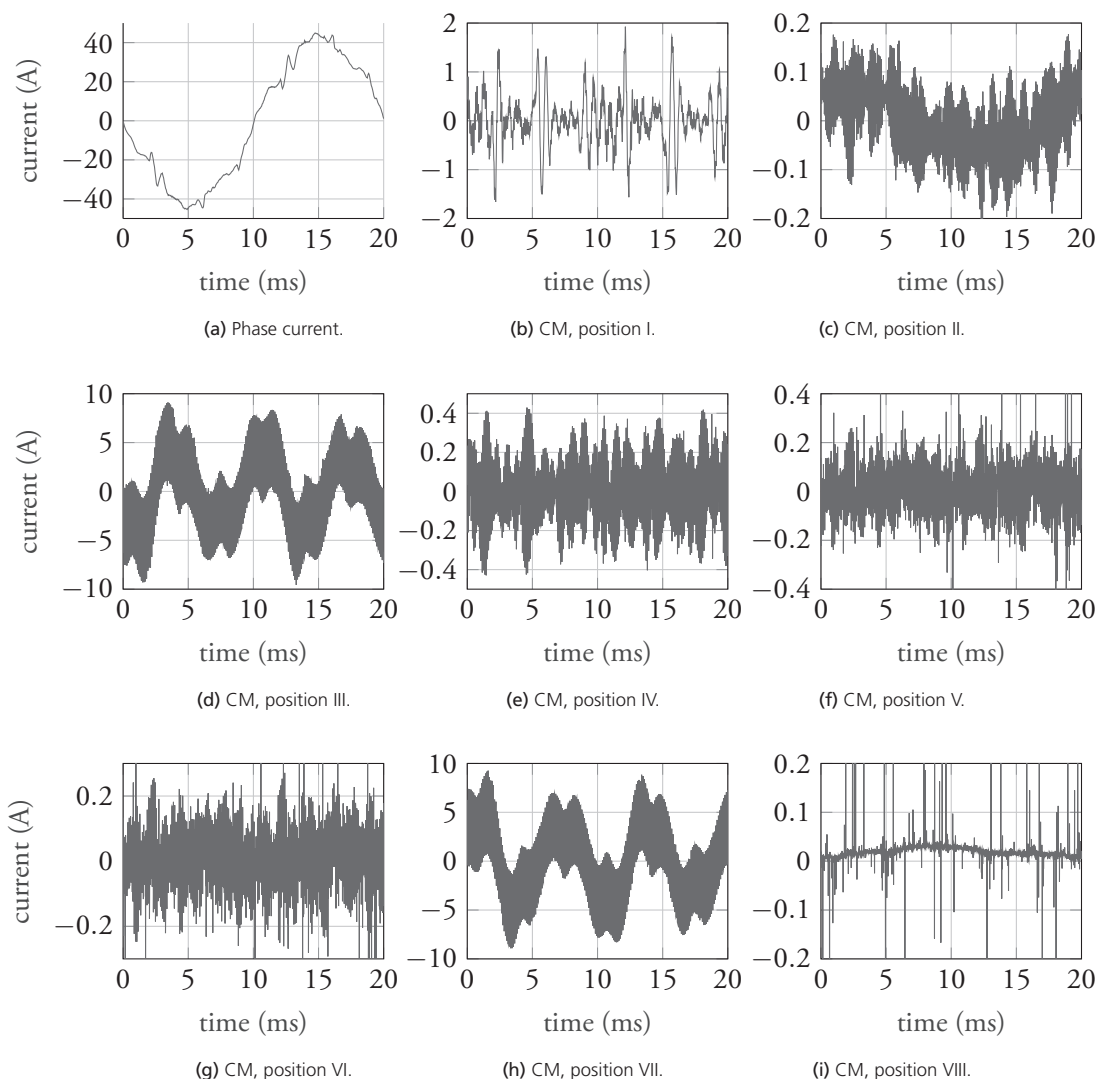 40
20
0
−20
−40
current (A)
0 5 10 15 20
time (ms)
(a) Phase current.
2
1
0
−1
−2
0 5 10 15 20
time (ms)
(b) CM, position I.
0.2
0.1
0
−0.1
−0.2
0 5 10 15 20
time (ms)
(c) CM, position II.
10
5
0
−5
−10
current (A)
0 5 10 15 20
time (ms)
(d) CM, position III.
0.4
0.2
0
−0.2
−0.4
0 5 10 15 20
time (ms)
(e) CM, position IV.
0.4
0.2
0
−0.2
−0.4
0 5 10 15 20
time (ms)
(f) CM, position V.
0.2
0
−0.2
current (A)
0 5 10 15 20
time (ms)
(g) CM, position VI.
10
5
0
−5
−10
0 5 10 15 20
time (ms)
(h) CM, position VII.
0.2
0.1
0
−0.1
−0.2
0 5 10 15 20
time (ms)
(i) CM, position VIII.